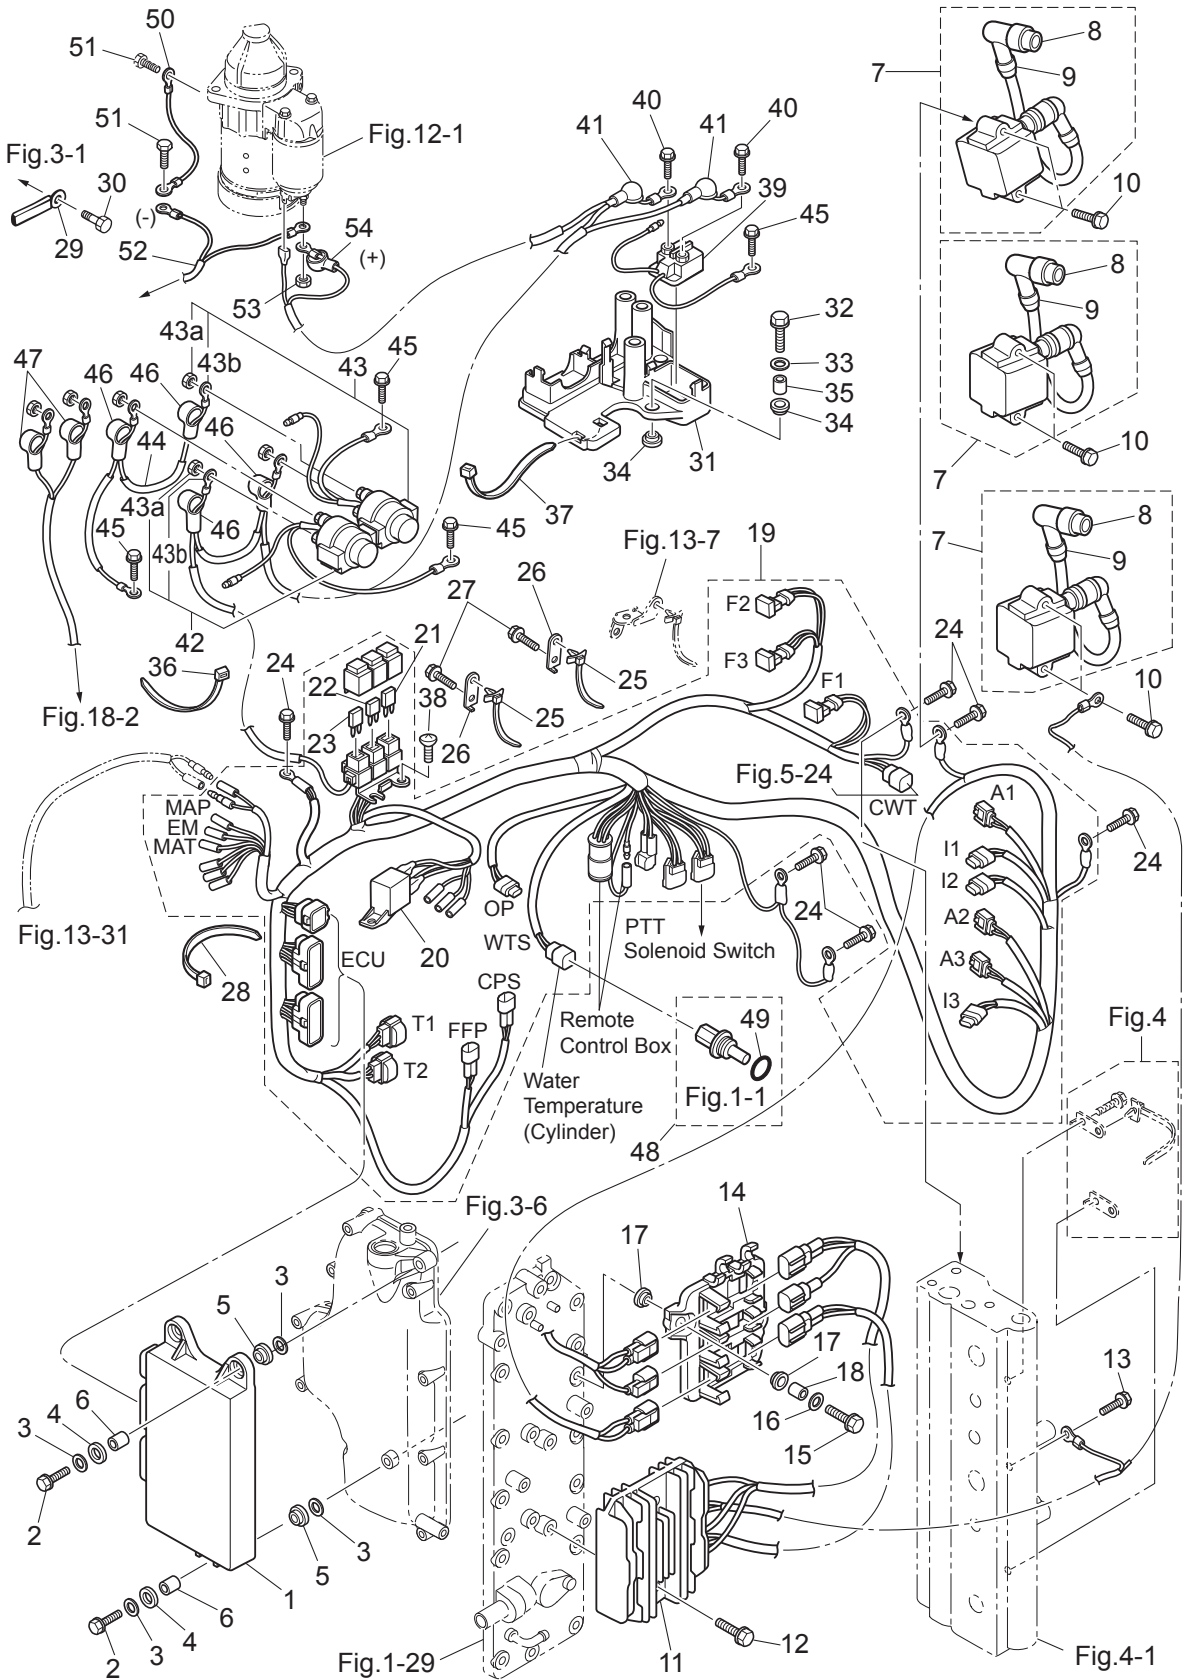 50
51
8
7
9
40
40
41
41
51
Fig.12-1
Fig.3-1
39
30
10
45
29
(-)
54
52
(+)
8
53
32
9
43a
45
33
47
46
46
43b
43
35
34
46
44
34
31
10
43a
37
7
46
45
45
43b
Fig.13-7
19
8
7
9
26
F2
27
42
21
24
36
24
F3
22
25
38
F1
10
Fig.18-2
23
26
25
Fig.5-24
MAP
CWT
A1
EM
MAT
I1
24
I2
OP
24
A2
PTT
Solenoid Switch
Fig.13-31
WTS
20
ECU
A3
28
CPS
I3
49
Fig.4
T1
FFP
Remote
Control Box
T2
Water
Temperature
(Cylinder)
Fig.1-1
48
Fig.3-6
14
17
3
5
17
13
6
18
4
3
16
15
2
3
5
1
6
4
3
2
12
11
Fig.1-29
Fig.4-1